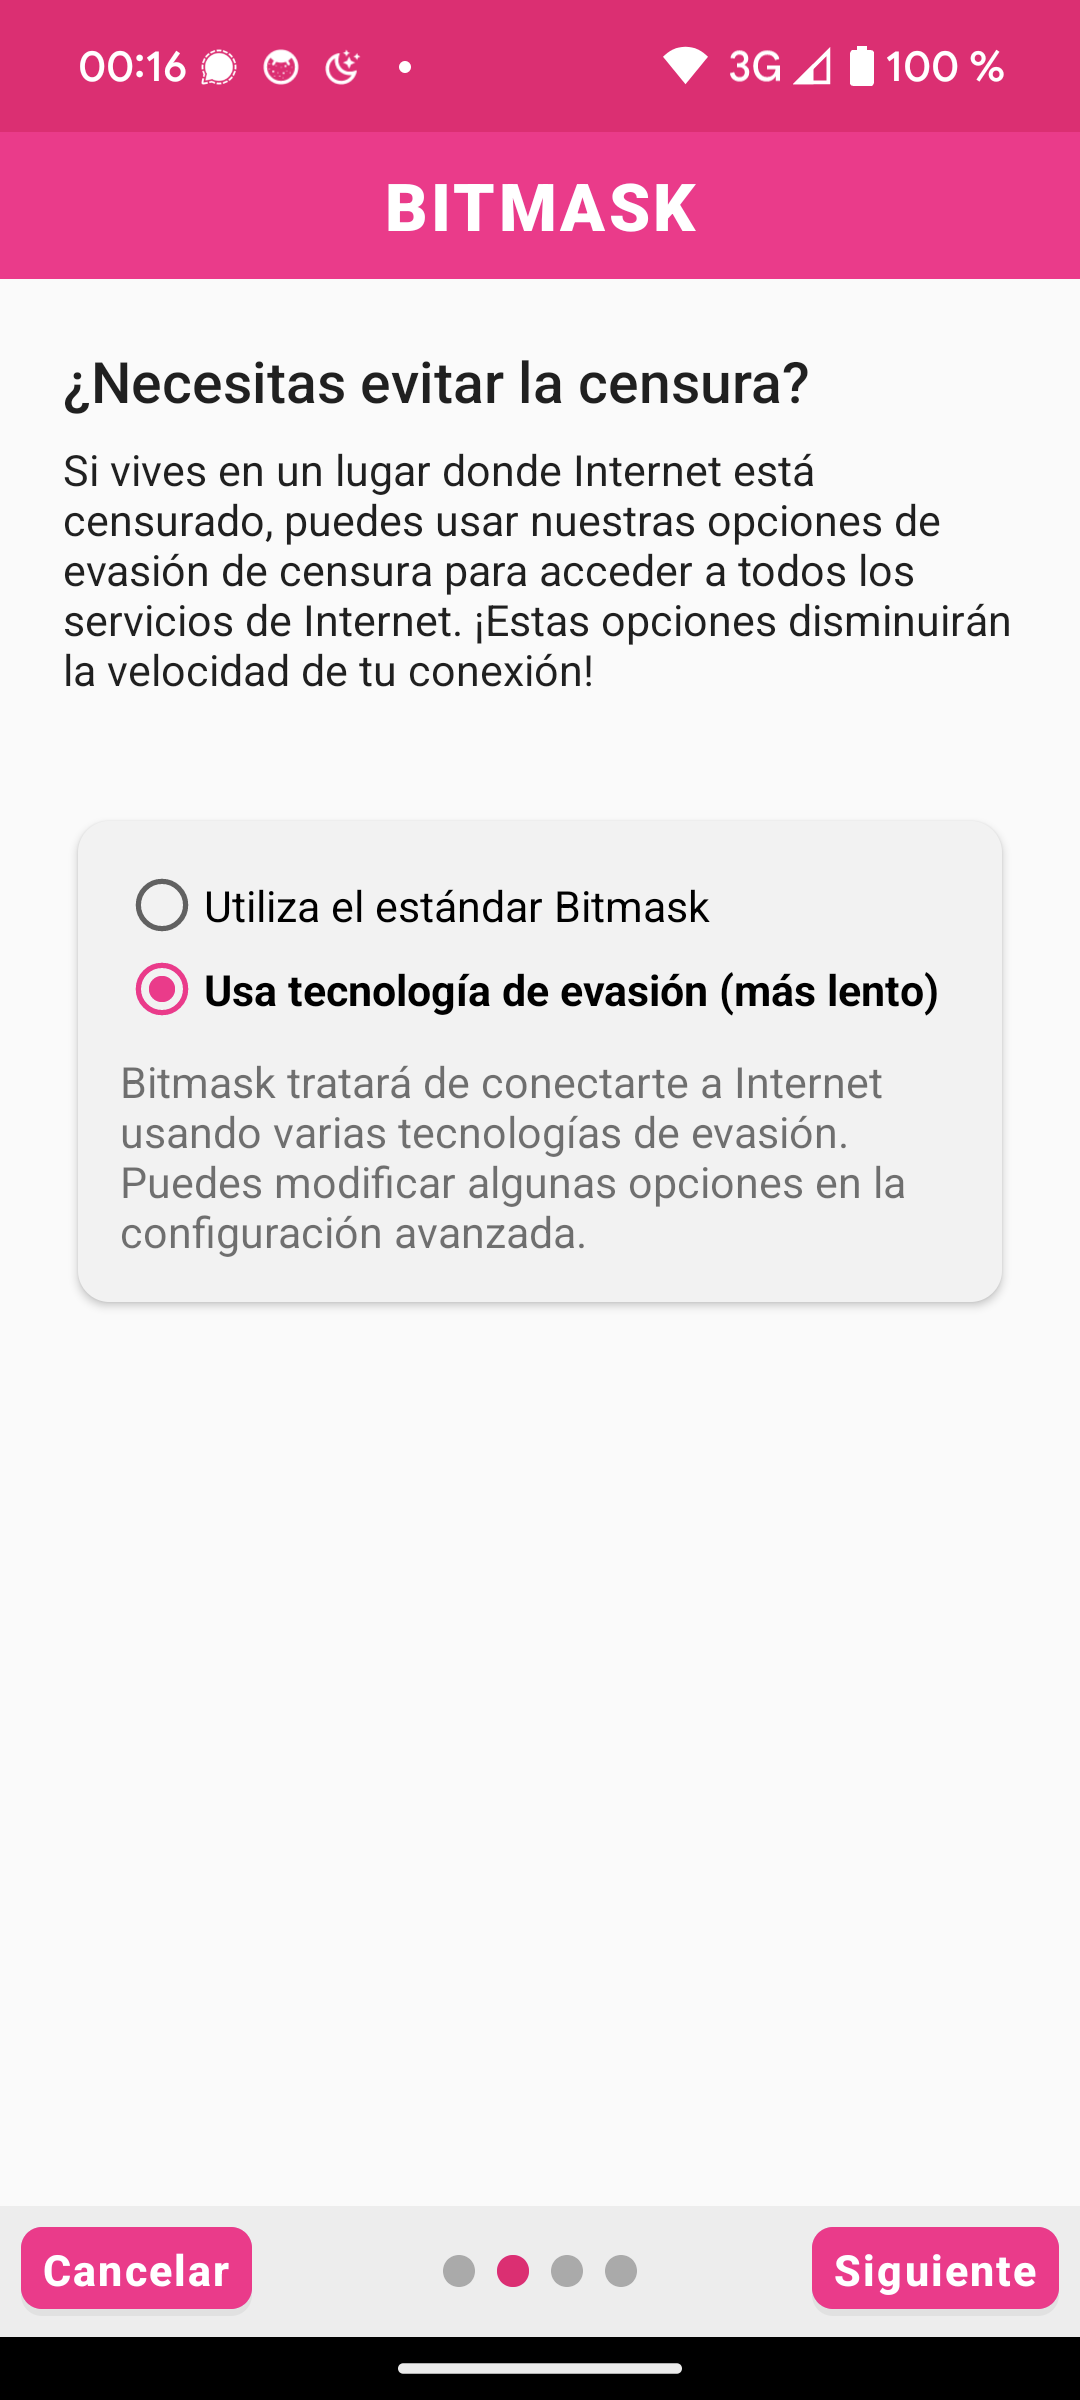 00:16
3G
100 %
BITMASK
¿Necesitas evitar la censura?
Si vives en un lugar donde Internet está
censurado, puedes usar nuestras opciones de
evasión de censura para acceder a todos los
servicios de Internet. ¡Estas opciones disminuirán
la velocidad de tu conexión!
Utiliza el estándar Bitmask
Usa tecnología de evasión (más lento)
Bitmask tratará de conectarte a Internet
usando varias tecnologías de evasión.
Puedes modificar algunas opciones en la
configuración avanzada.
Cancelar
Siguiente